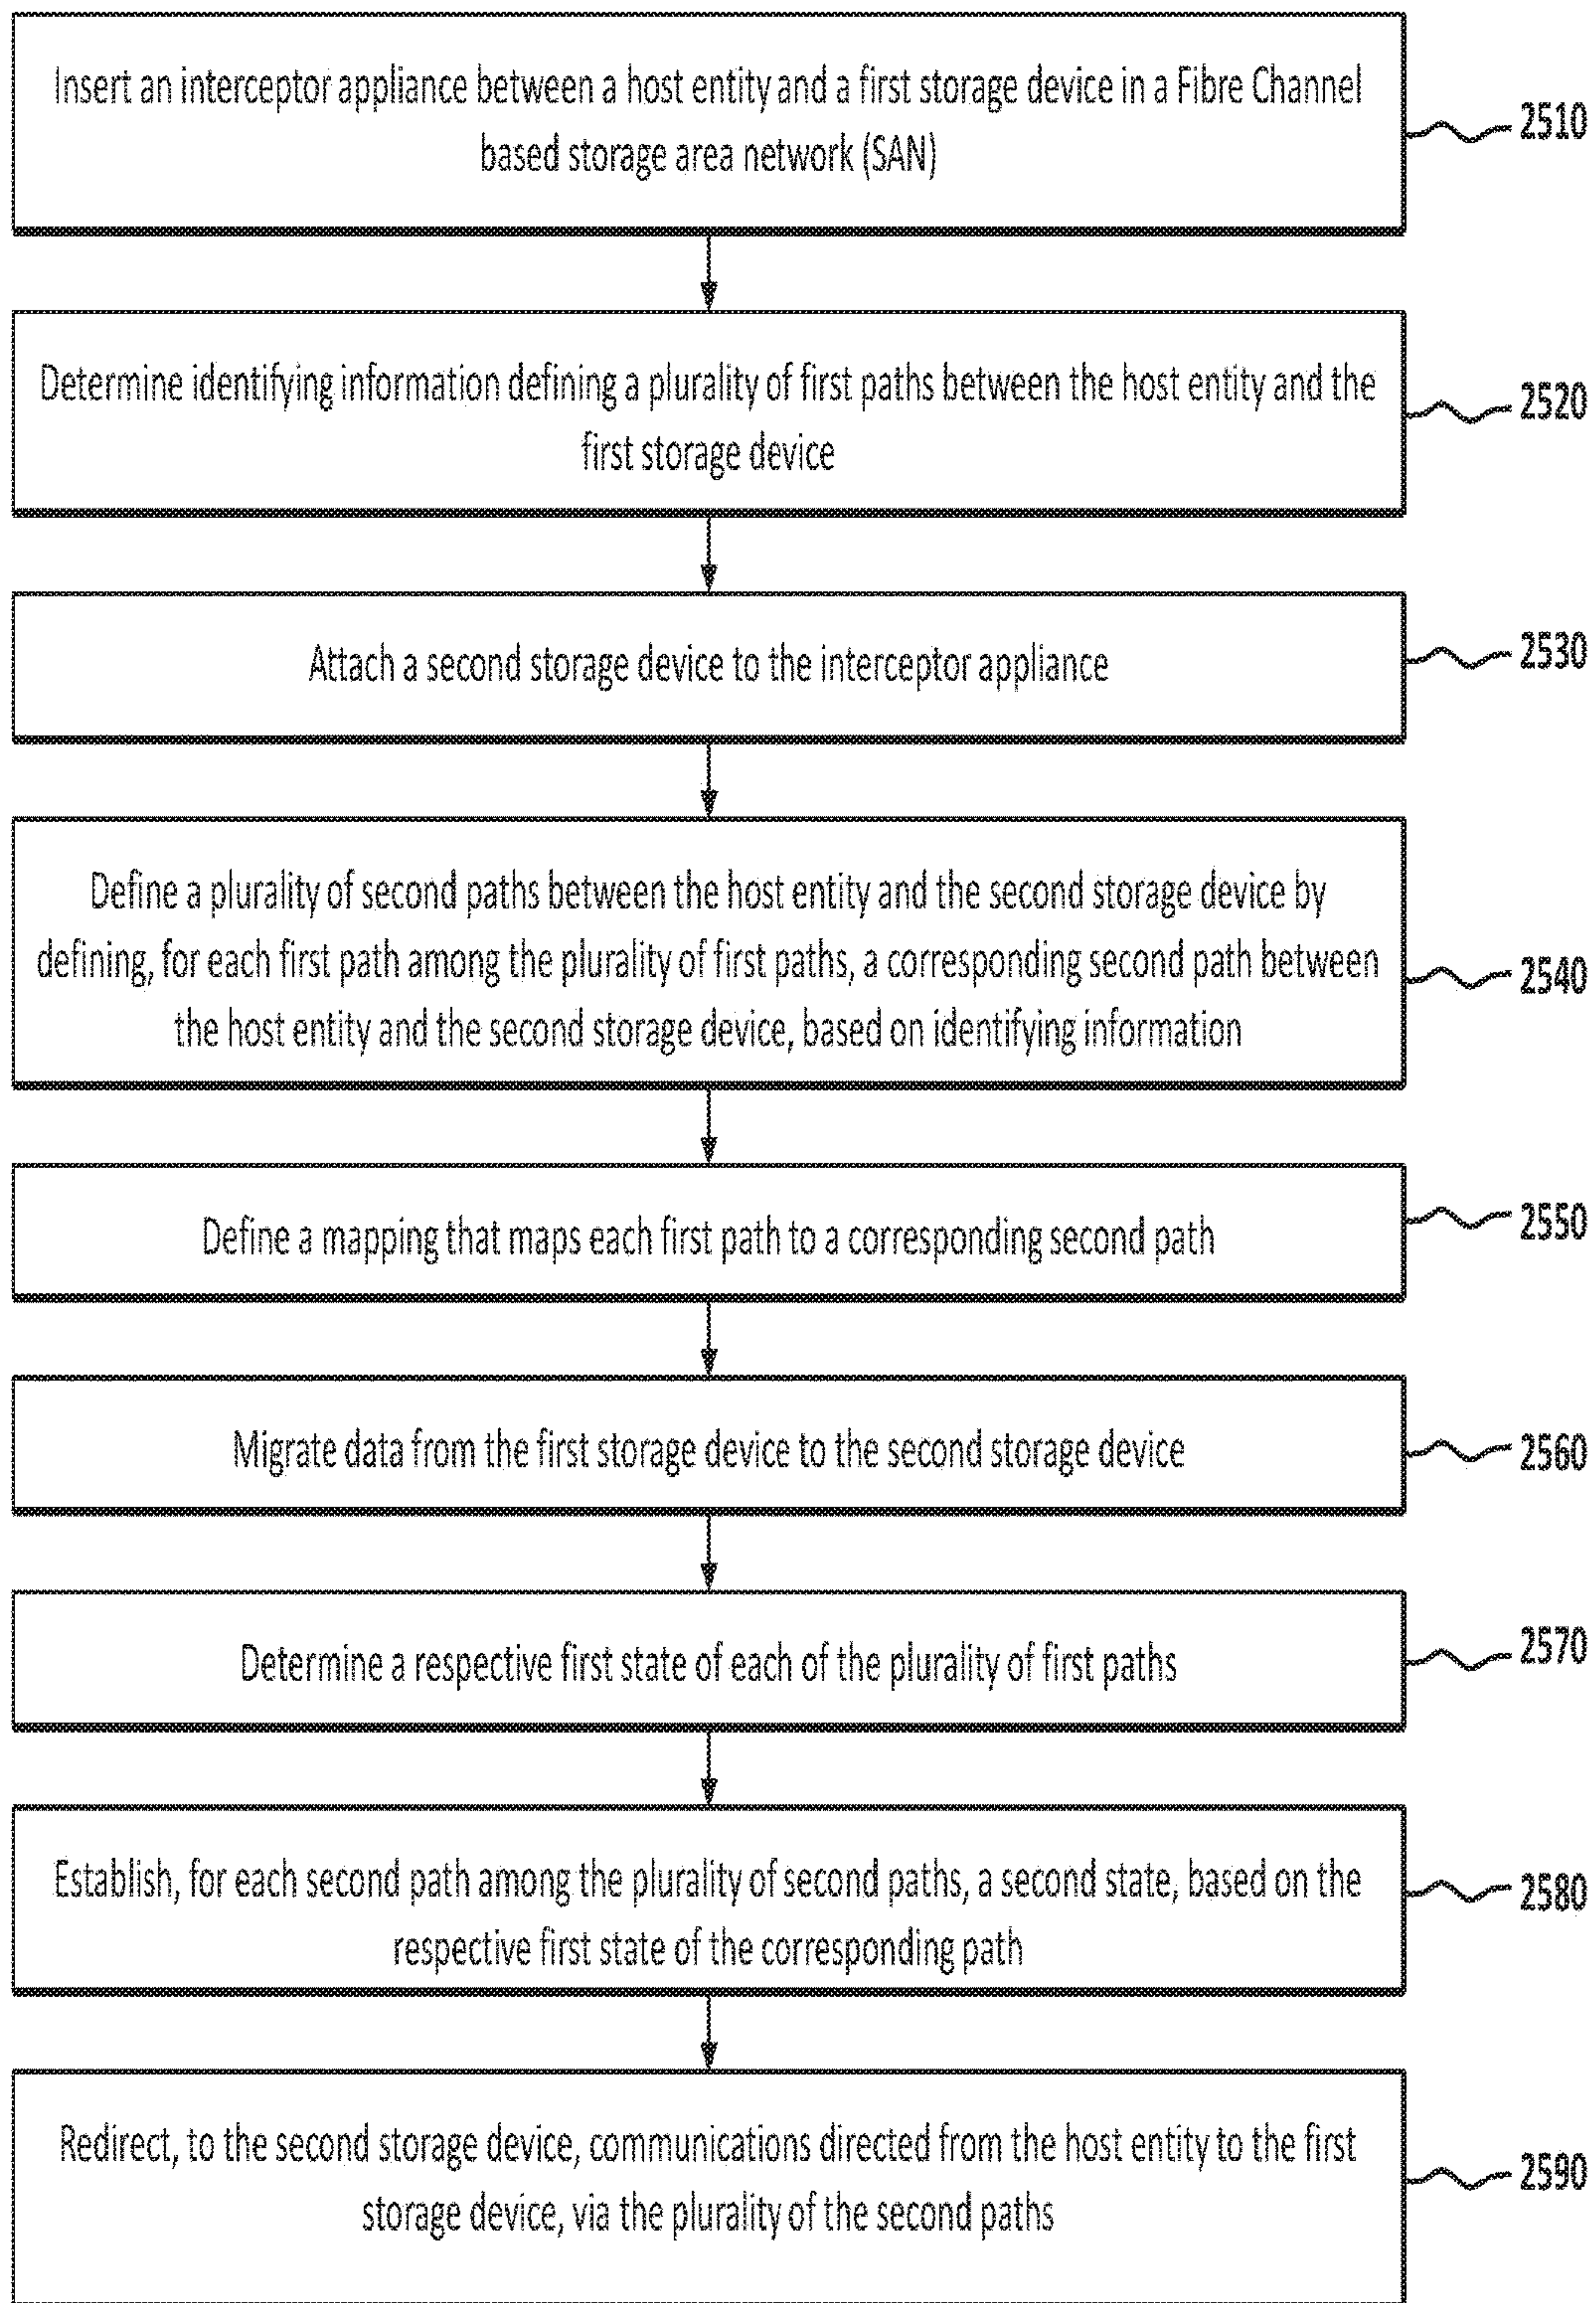 Insert an interceptor appliance between a host entity and a first storage device in a Fibre Channel
based storage area network (SAN)
2510
Determine identifying information defining a plurality of first paths between the host entity and the
first storage device
2520
Attach a second storage device to the interceptor appliance
2530
Define a plurality of second paths between the host entity and the second storage device by
defining, for each first path among the plurality of first paths, a corresponding second path between
the host entity and the second storage device, based on identifying information
2540
Define a mapping that maps each first path to a corresponding second path
2550
Migrate data from the first storage device to the second storage device
2560
Determine a respective first state of each of the plurality of first paths
2570
Establish, for each second path among the plurality of second paths, a second state, based on the
respective first state of the corresponding path
2580
Redirect, to the second storage device, communications directed from the host entity to the first
storage device, via the plurality of the second paths
2590